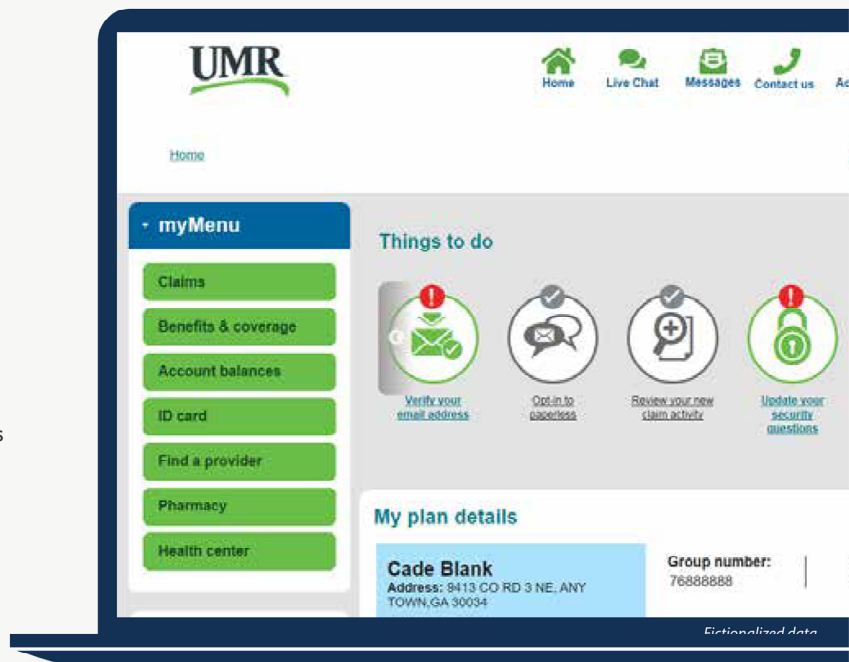 UMR
Home
Live Chat
Messages
Contact us
Home
myMenu
Things to do
Claims
Benefits & coverage
Account balances
ID card
Find a provider
Pharmacy
Health center
Verify your
email address
Opt-in to
paperless
Review your new
claim activity
Update your
security
questions
s
My plan details
Cade Blank
Address: 9413 CO RD 3 NE, ANY
TOWN,GA 30034
Group number:
76888888
Fictionalized data